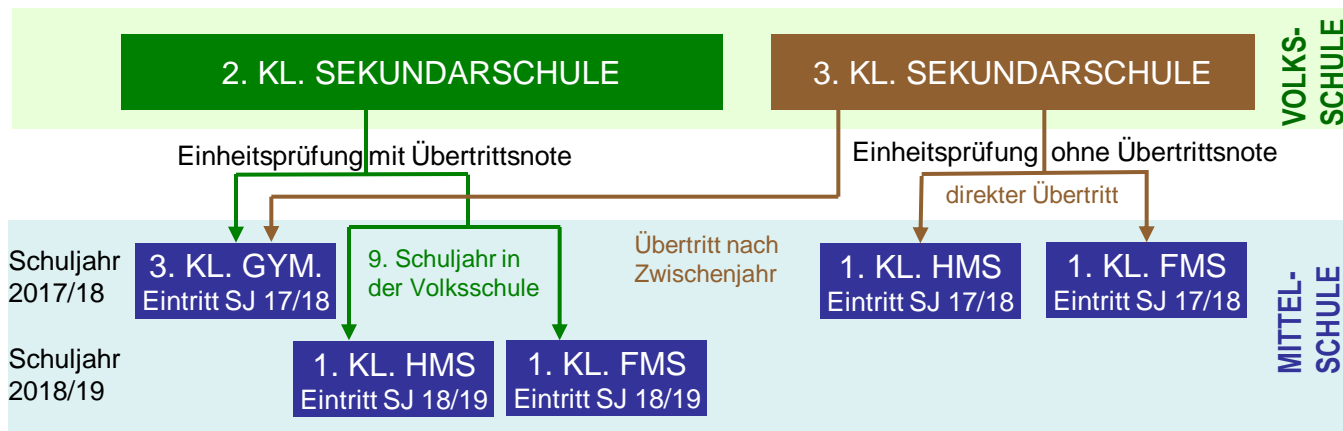 2. KL. SEKUNDARSCHULE
3. KL. SEKUNDARSCHULE
VOLKS-
SCHULE
Einheitsprüfung mit Übertrittsnote
Einheitsprüfung ohne Übertrittsnote
direkter Übertritt
Schuljahr
2017/18
3. KL. GYM.
Eintritt SJ 17/18
9. Schuljahr in
der Volksschule
Übertritt nach
Zwischenjahr
1. KL. HMS
Eintritt SJ 17/18
1. KL. FMS
Eintritt SJ 17/18
MITTEL-
SCHULE
Schuljahr
2018/19
1. KL. HMS
Eintritt SJ 18/19
1. KL. FMS
Eintritt SJ 18/19